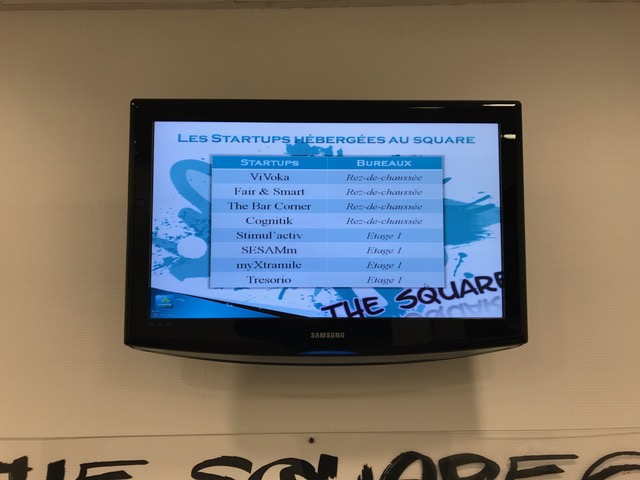 Les Startups hébergées au square
Startups Bureaux
ViVoka Rez-de-chaussée
Fair & Smart Rez-de-chaussée
The Bar Corner Rez-de-chaussée
Cognitik Rez-de-chaussée
Stimul'activ Etage 1
SESAMm Etage 1
myXtramile Etage 1
Tresorio Etage 1
THE SQUARE
SAMSUNG
THE SQUARE